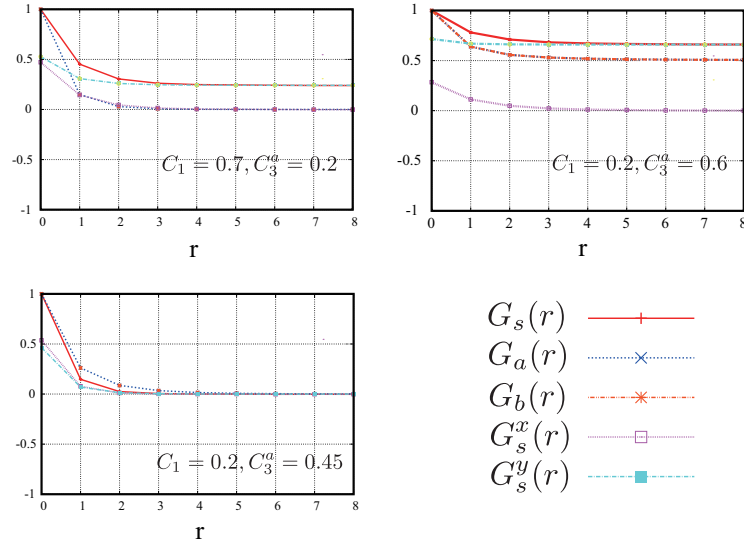 1
0.5
0
-0.5
-1
0 1 2 3 4 5 6 7 8
r
C₁ = 0.7, C₃ᵃ = 0.2
1
0.5
0
-0.5
-1
0 1 2 3 4 5 6 7 8
r
C₁ = 0.2, C₃ᵃ = 0.6
1
0.5
0
-0.5
-1
0 1 2 3 4 5 6 7 8
r
C₁ = 0.2, C₃ᵃ = 0.45
Gₛ(r)
Gₐ(r)
G_b(r)
Gₛˣ(r)
Gₛʸ(r)